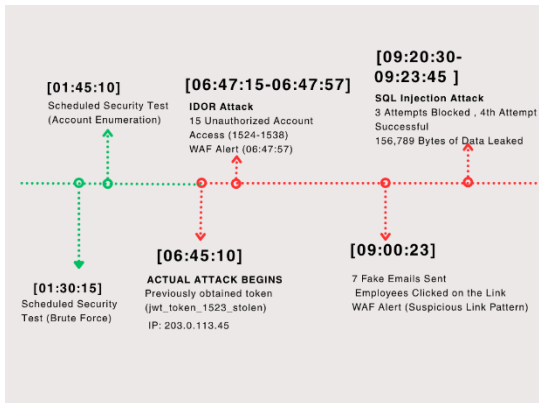 [01:45:10]
Scheduled Security Test
(Account Enumeration)
[06:47:15-06:47:57]
IDOR Attack
15 Unauthorized Account
Access (1524-1538)
WAF Alert (06:47:57)
[09:20:30-
09:23:45 ]
SQL Injection Attack
3 Attempts Blocked , 4th Attempt
Successful
156,789 Bytes of Data Leaked
[01:30:15]
Scheduled Security
Test (Brute Force)
[06:45:10]
ACTUAL ATTACK BEGINS
Previously obtained token
(jwt_token_1523_stolen)
IP: 203.0.113.45
[09:00:23]
7 Fake Emails Sent
Employees Clicked on the Link
WAF Alert (Suspicious Link Pattern)